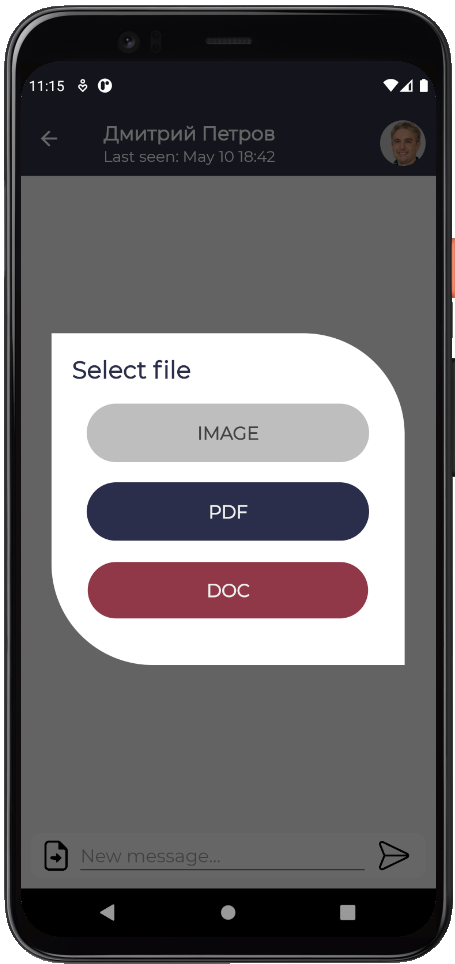 11:15
Дмитрий Петров
Last seen: May 10 18:42
Select file
IMAGE
PDF
DOC
New message...